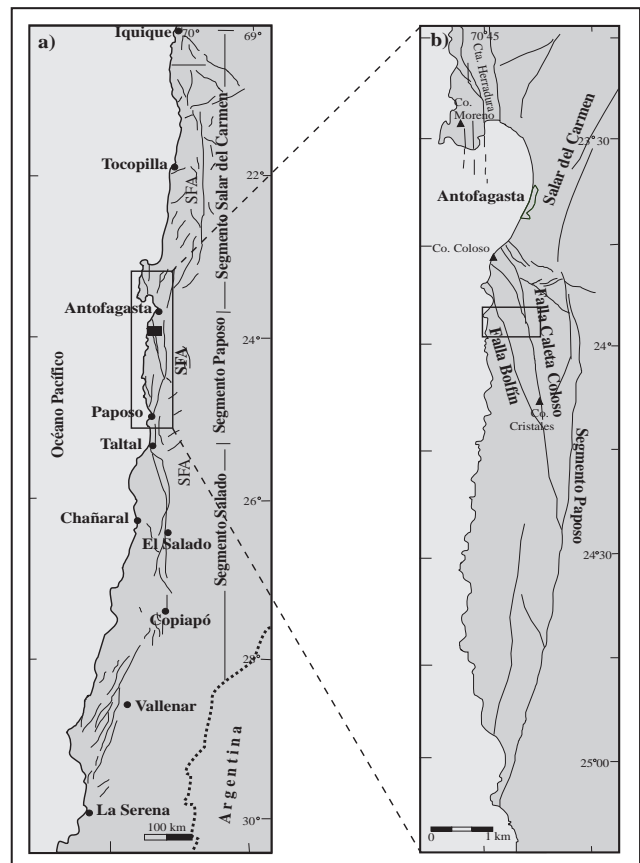 a)
Iquique
70°
69°
Tocopilla
22°
SFA
Segmento Salar del Carmen
Antofagasta
24°
SFA
Segmento Paposo
Océano Pacífico
Paposo
Taltal
SFA
26°
Chañaral
El Salado
Segmento Salado
Copiapó
28°
Vallenar
Argentina
La Serena
100 km
30°
b)
70°45
Cta. Herradura
Co.
Moreno
23°30
Salar del Carmen
Antofagasta
Co. Coloso
Falla Caleta Coloso
Falla Bolfín
24°
Co.
Cristales
Segmento Paposo
24°30
25°00
0 1 km